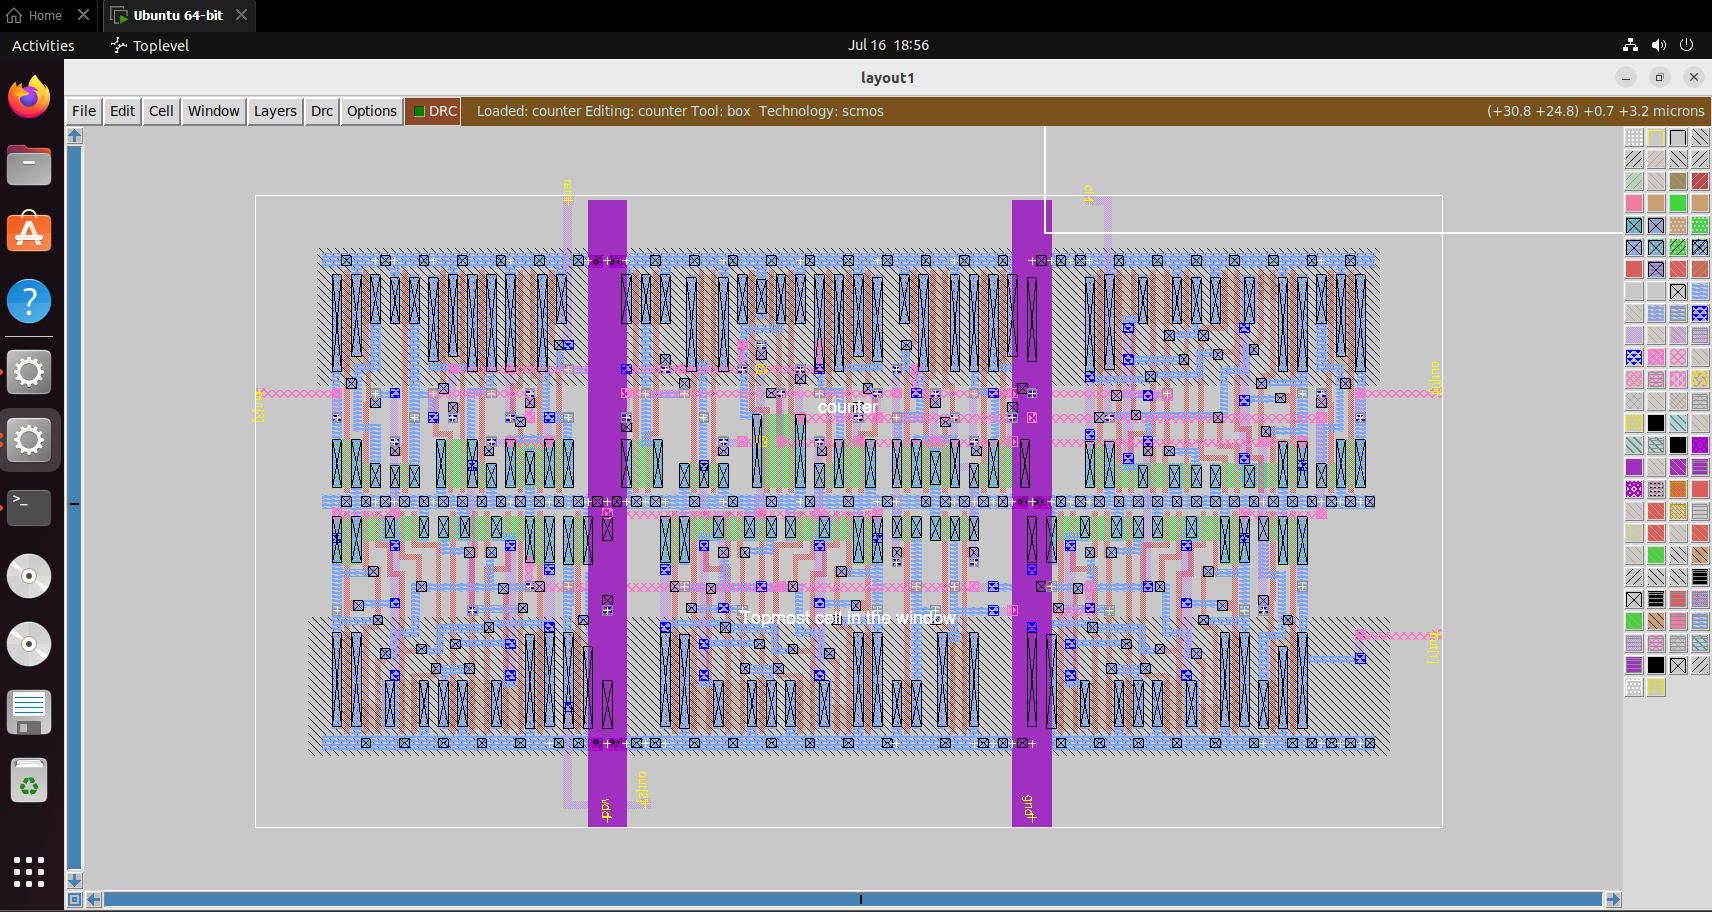 Home
Ubuntu 64-bit
Activities
Toplevel
Jul 16 18:56
layout1
File Edit Cell Window Layers Drc Options DRC Loaded: counter Editing: counter Tool: box Technology: scmos (+30.8 +24.8) +0.7 +3.2 microns
counter
Topmost cell in the window
vdd
gnd